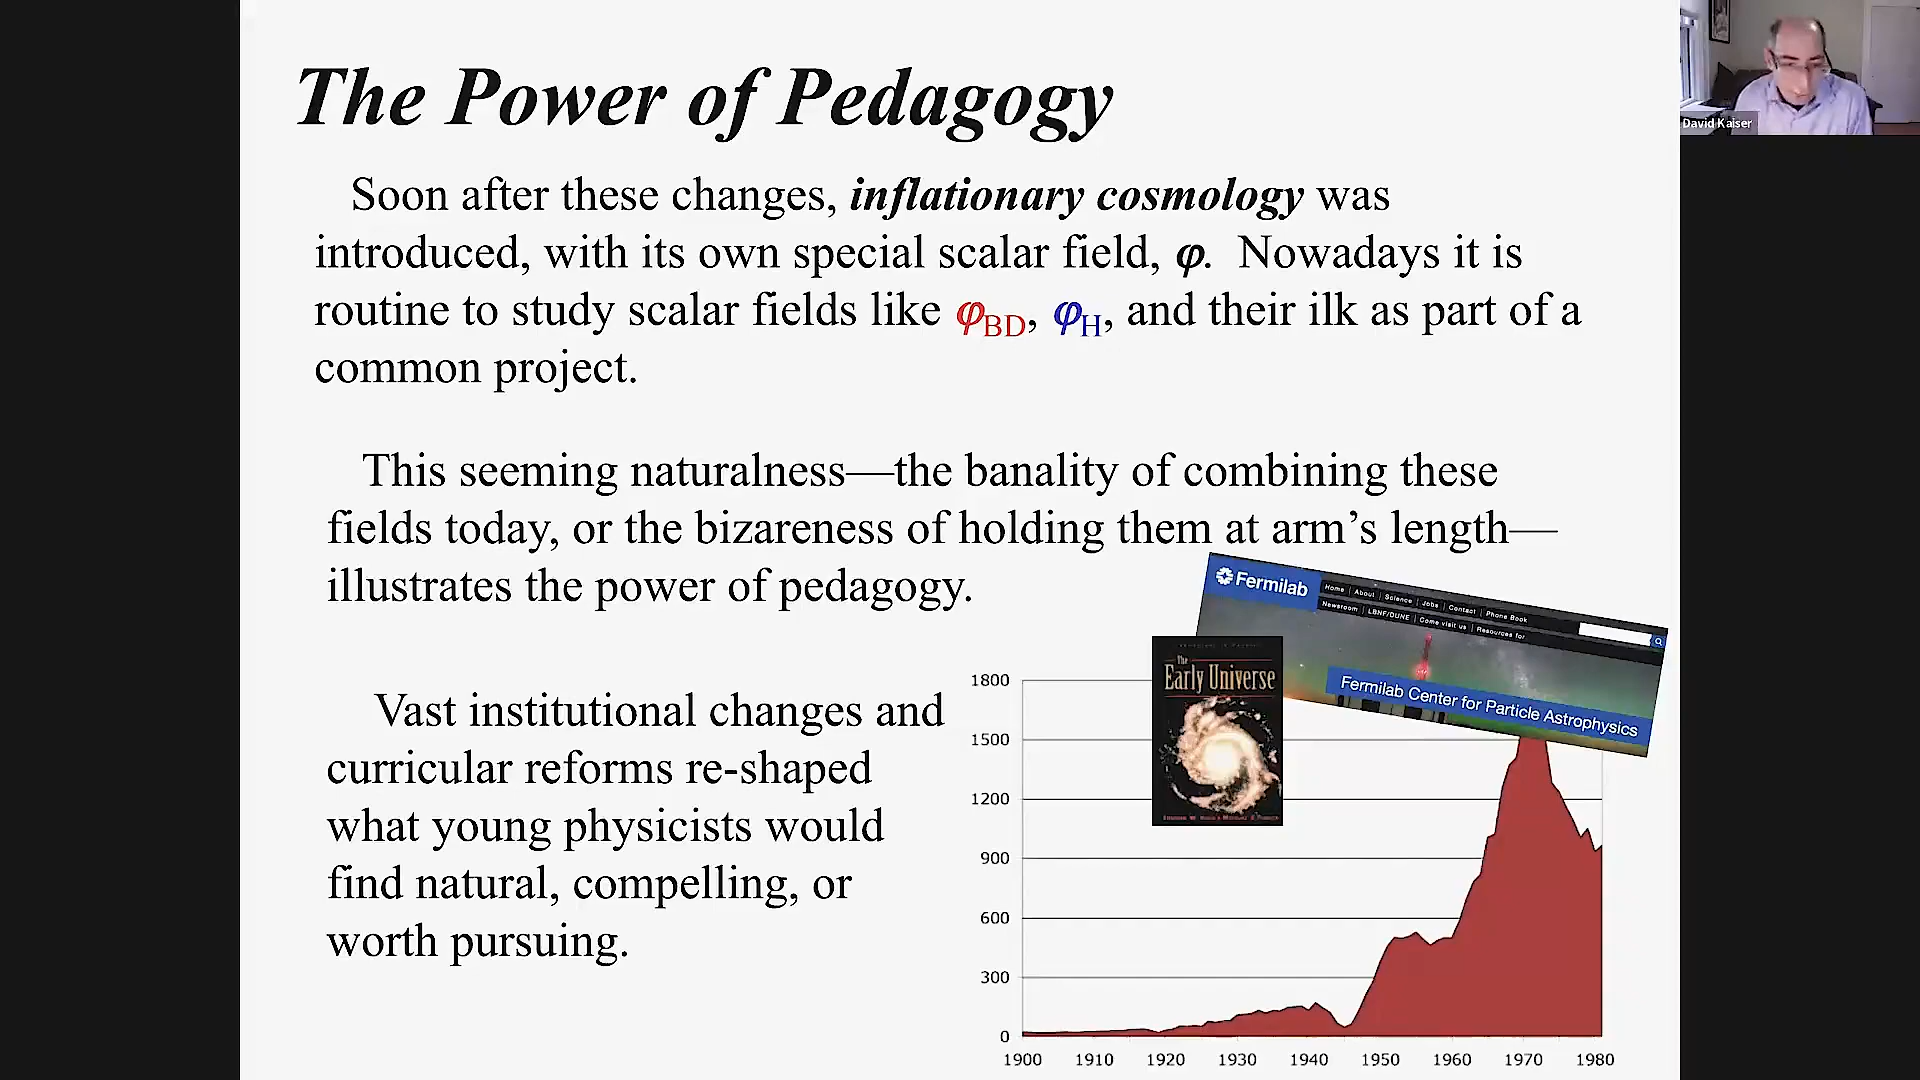 The Power of Pedagogy
David Kaiser
Soon after these changes, inflationary cosmology was
introduced, with its own special scalar field, φ. Nowadays it is
routine to study scalar fields like φBD, φH, and their ilk as part of a
common project.
This seeming naturalness—the banality of combining these
fields today, or the bizareness of holding them at arm's length—
illustrates the power of pedagogy.
Vast institutional changes and
curricular reforms re-shaped
what young physicists would
find natural, compelling, or
worth pursuing.
Fermilab
Home | About | Science | Jobs | Contact | Phone Book
Newsroom | LBNF/DUNE | Come visit us | Resources for
Fermilab Center for Particle Astrophysics
The
Early Universe
1800
1500
1200
900
600
300
0
1900 1910 1920 1930 1940 1950 1960 1970 1980